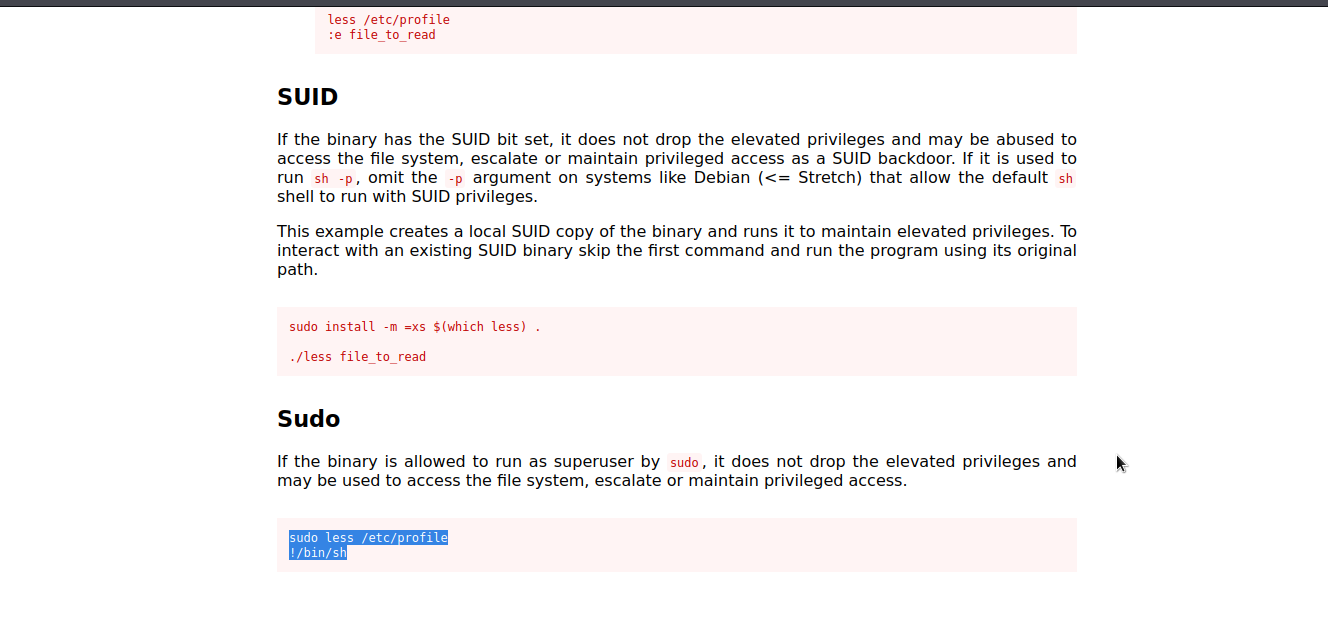 less /etc/profile
:e file_to_read
SUID
If the binary has the SUID bit set, it does not drop the elevated privileges and may be abused to
access the file system, escalate or maintain privileged access as a SUID backdoor. If it is used to
run sh -p, omit the -p argument on systems like Debian (<= Stretch) that allow the default sh
shell to run with SUID privileges.
This example creates a local SUID copy of the binary and runs it to maintain elevated privileges. To
interact with an existing SUID binary skip the first command and run the program using its original
path.
sudo install -m =xs $(which less) .
./less file_to_read
Sudo
If the binary is allowed to run as superuser by sudo, it does not drop the elevated privileges and
may be used to access the file system, escalate or maintain privileged access.
sudo less /etc/profile
!/bin/sh